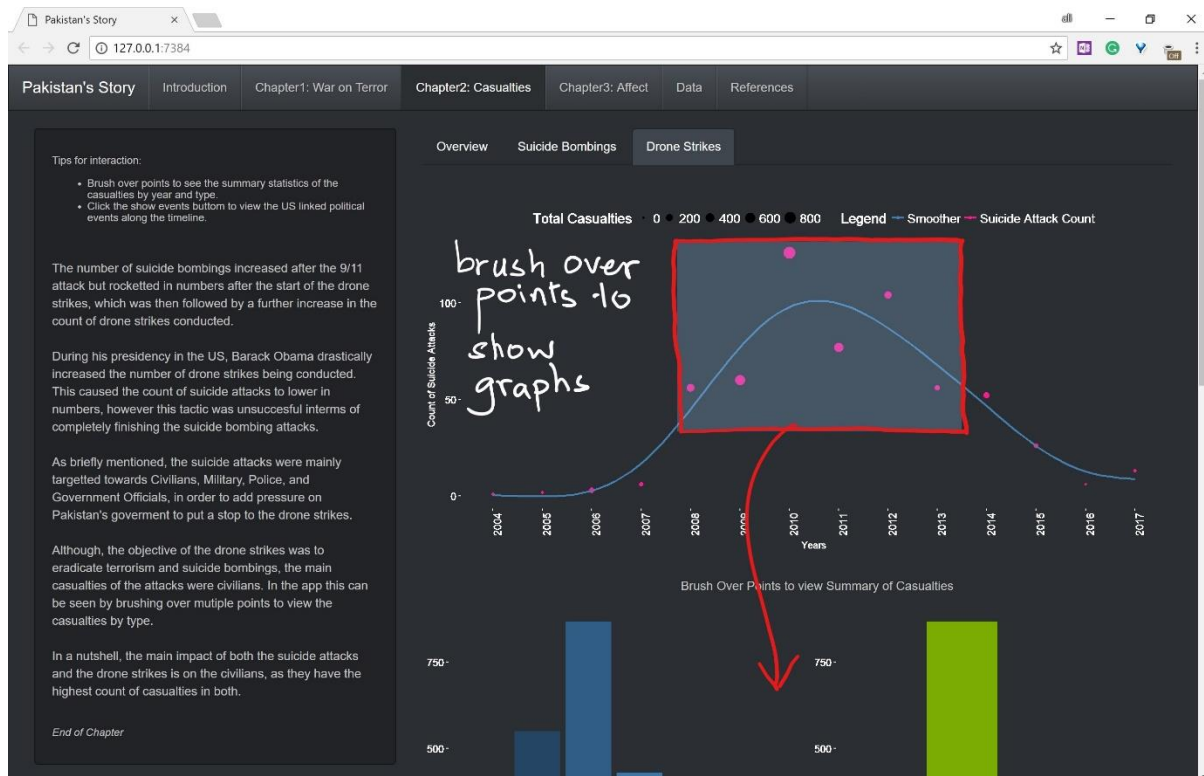 Pakistan's Story
127.0.0.1:7384
Off
Pakistan's Story Introduction Chapter1: War on Terror Chapter2: Casualties Chapter3: Affect Data References
Tips for interaction:
• Brush over points to see the summary statistics of the
casualties by year and type.
• Click the show events buttom to view the US linked political
events along the timeline.
The number of suicide bombings increased after the 9/11
attack but rocketted in numbers after the start of the drone
strikes, which was then followed by a further increase in the
count of drone strikes conducted.
During his presidency in the US, Barack Obama drastically
increased the number of drone strikes being conducted.
This caused the count of suicide attacks to lower in
numbers, however this tactic was unsuccesful interms of
completely finishing the suicide bombing attacks.
As briefly mentioned, the suicide attacks were mainly
targetted towards Civilians, Military, Police, and
Government Officials, in order to add pressure on
Pakistan's goverment to put a stop to the drone strikes.
Although, the objective of the drone strikes was to
eradicate terrorism and suicide bombings, the main
casualties of the attacks were civilians. In the app this can
be seen by brushing over mutiple points to view the
casualties by type.
In a nutshell, the main impact of both the suicide attacks
and the drone strikes is on the civilians, as they have the
highest count of casualties in both.
End of Chapter
Overview Suicide Bombings Drone Strikes
Total Casualties 0 200 400 600 800 Legend Smoother Suicide Attack Count
brush over
points to
show
graphs
Count of Suicide Attacks
100
50
0
2004 2005 2006 2007 2008 2009 2010 2011 2012 2013 2014 2015 2016 2017
Years
Brush Over Points to view Summary of Casualties
750
500
750
500